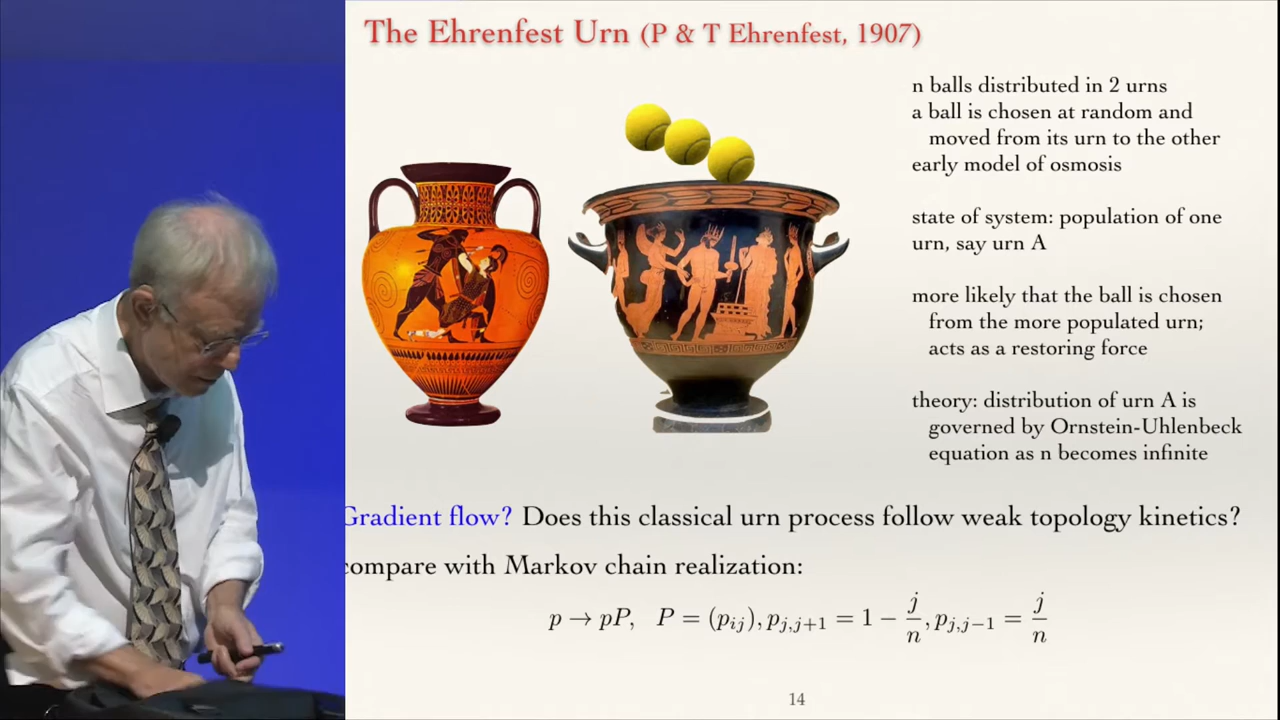 The Ehrenfest Urn (P & T Ehrenfest, 1907)
n balls distributed in 2 urns
a ball is chosen at random and
moved from its urn to the other
early model of osmosis
state of system: population of one
urn, say urn A
more likely that the ball is chosen
from the more populated urn;
acts as a restoring force
theory: distribution of urn A is
governed by Ornstein-Uhlenbeck
equation as n becomes infinite
Gradient flow? Does this classical urn process follow weak topology kinetics?
compare with Markov chain realization:
p → pP, P = (p_{ij}), p_{j,j+1} = 1 − j/n, p_{j,j−1} = j/n
14